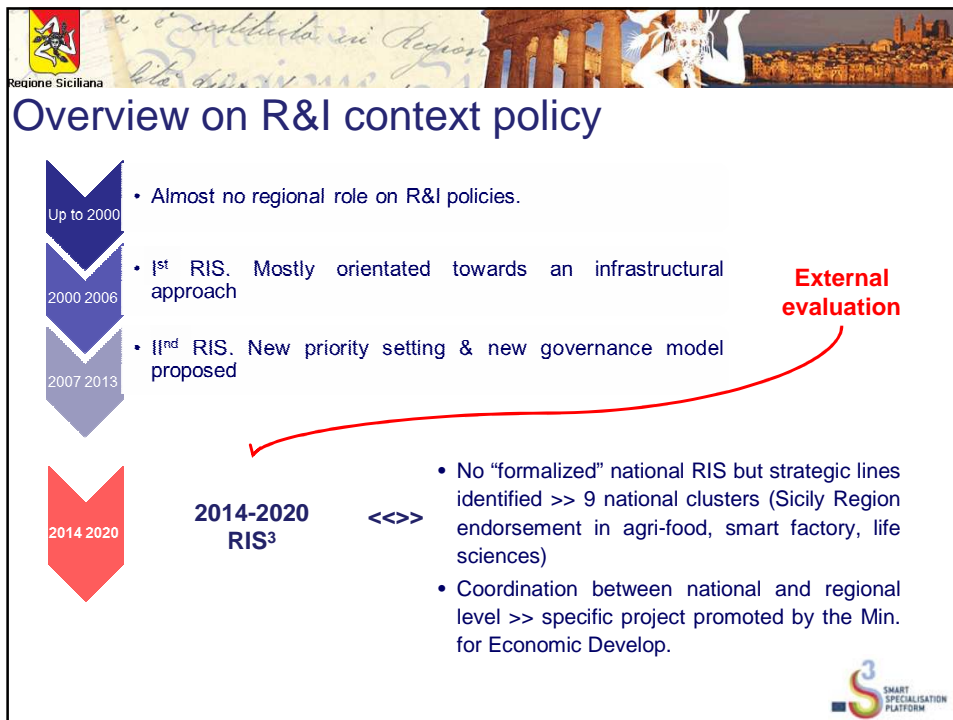 a, è costituita in Region
Regione Siciliana
Overview on R&I context policy
Up to 2000
• Almost no regional role on R&I policies.
2000 2006
• Ist RIS. Mostly orientated towards an infrastructural
approach
External
evaluation
2007 2013
• IInd RIS. New priority setting & new governance model
proposed
2014 2020
2014-2020
RIS3
<<>>
• No “formalized” national RIS but strategic lines
identified >> 9 national clusters (Sicily Region
endorsement in agri-food, smart factory, life
sciences)
• Coordination between national and regional
level >> specific project promoted by the Min.
for Economic Develop.
S3
SMART
SPECIALISATION
PLATFORM